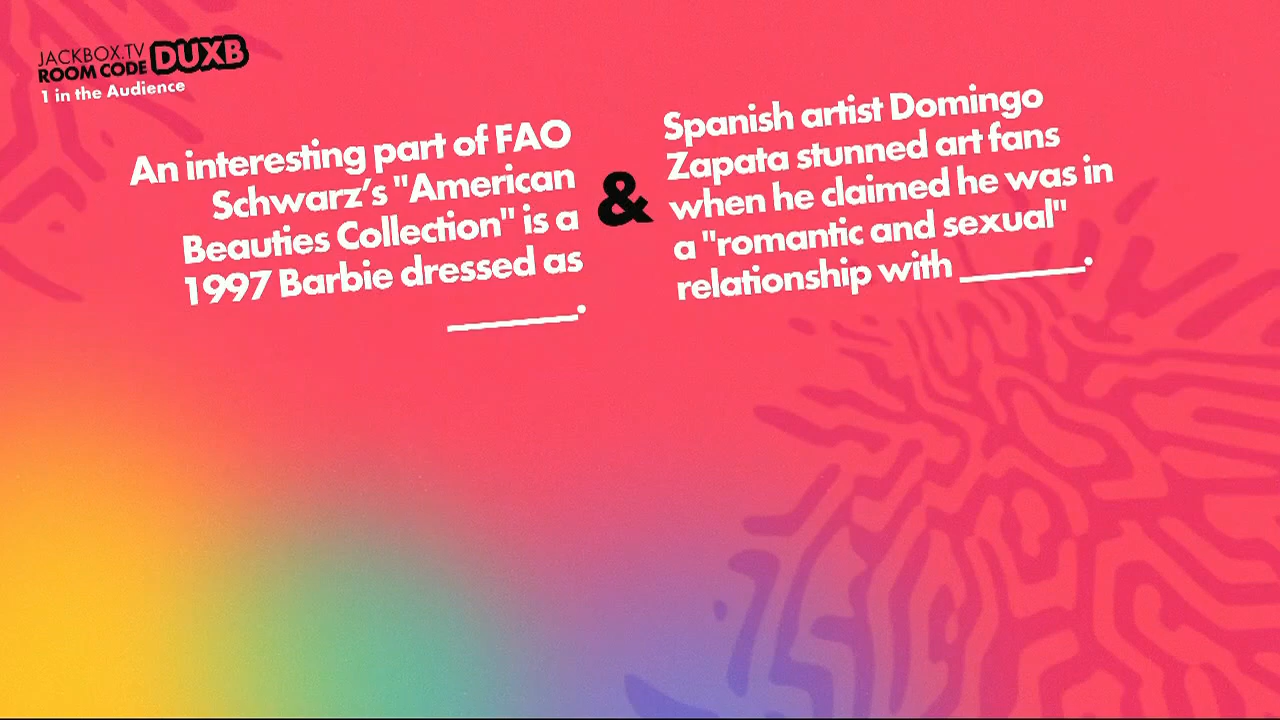 JACKBOX.TV
ROOM CODE DUXB
1 in the Audience
An interesting part of FAO
Schwarz's "American
Beauties Collection" is a
1997 Barbie dressed as
_______.
&
Spanish artist Domingo
Zapata stunned art fans
when he claimed he was in
a "romantic and sexual"
relationship with _______.